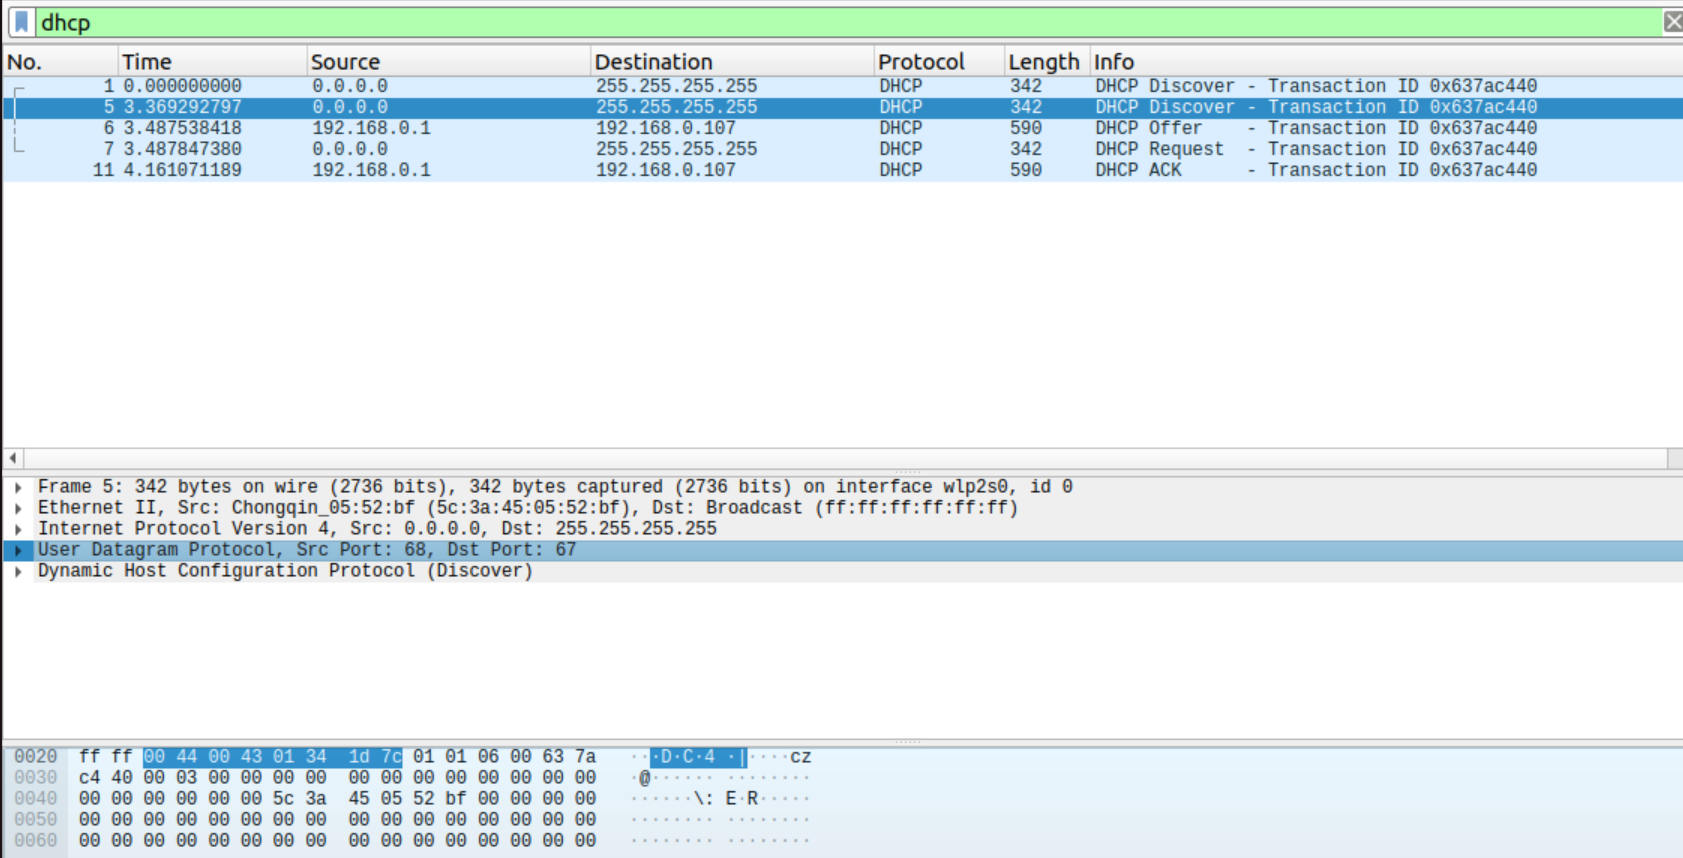 dhcp
No. Time Source Destination Protocol Length Info
1 0.000000000 0.0.0.0 255.255.255.255 DHCP 342 DHCP Discover - Transaction ID 0x637ac440
5 3.369292797 0.0.0.0 255.255.255.255 DHCP 342 DHCP Discover - Transaction ID 0x637ac440
6 3.487538418 192.168.0.1 192.168.0.107 DHCP 590 DHCP Offer - Transaction ID 0x637ac440
7 3.487847380 0.0.0.0 255.255.255.255 DHCP 342 DHCP Request - Transaction ID 0x637ac440
11 4.161071189 192.168.0.1 192.168.0.107 DHCP 590 DHCP ACK - Transaction ID 0x637ac440
Frame 5: 342 bytes on wire (2736 bits), 342 bytes captured (2736 bits) on interface wlp2s0, id 0
Ethernet II, Src: Chongqin_05:52:bf (5c:3a:45:05:52:bf), Dst: Broadcast (ff:ff:ff:ff:ff:ff)
Internet Protocol Version 4, Src: 0.0.0.0, Dst: 255.255.255.255
User Datagram Protocol, Src Port: 68, Dst Port: 67
Dynamic Host Configuration Protocol (Discover)
0020 ff ff 00 44 00 43 01 34 1d 7c 01 01 06 00 63 7a ···D·C·4 ·|····cz
0030 c4 40 00 03 00 00 00 00 00 00 00 00 00 00 00 00 ·@······ ········
0040 00 00 00 00 00 00 5c 3a 45 05 52 bf 00 00 00 00 ······\: E·R·····
0050 00 00 00 00 00 00 00 00 00 00 00 00 00 00 00 00 ········ ········
0060 00 00 00 00 00 00 00 00 00 00 00 00 00 00 00 00 ········ ········